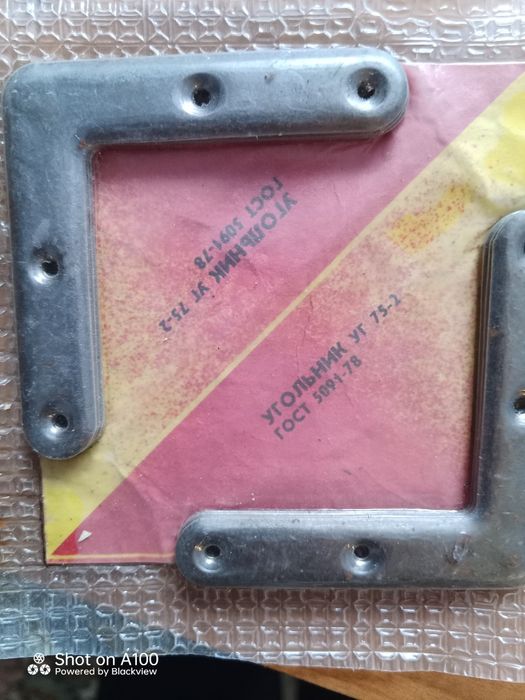 УГОЛЬНИК УГ 75-2
ГОСТ 5091-78
УГОЛЬНИК УГ 75-2
ГОСТ 5091-78
Shot on A100
Powered by Blackview